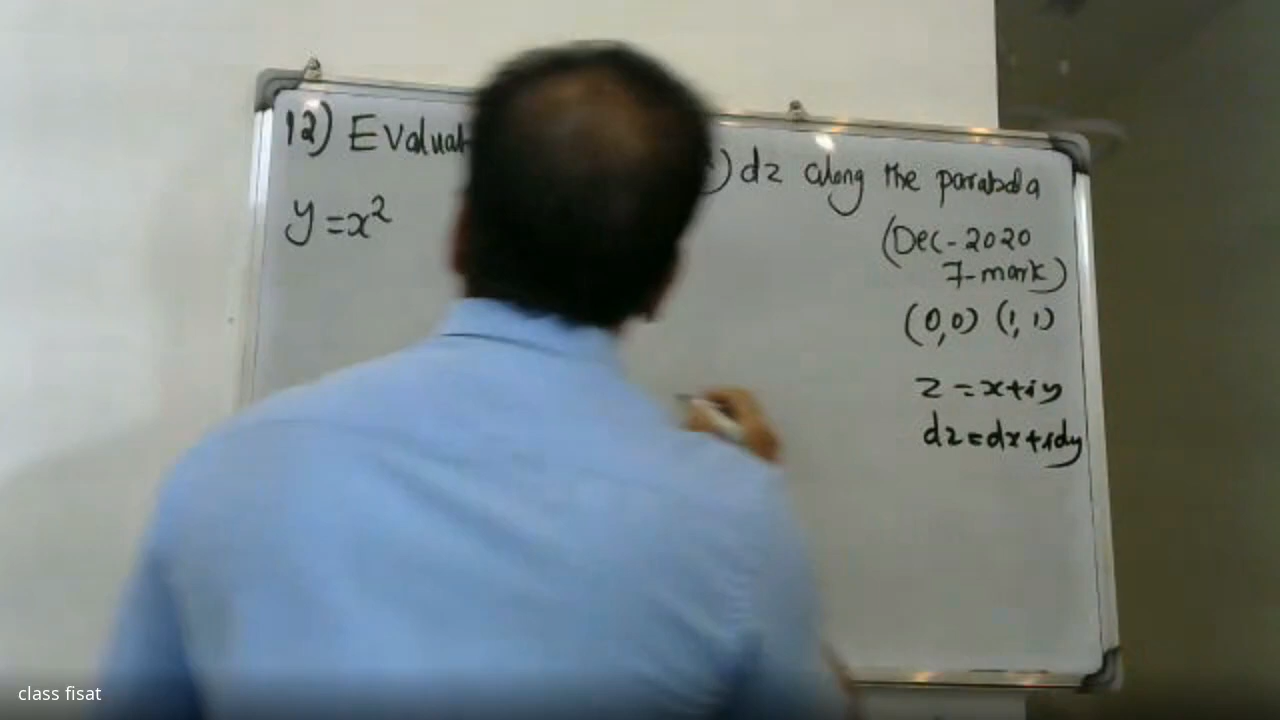 12) Evaluat ) dz along the parabola
y = x²
(Dec - 2020
7-mark)
(0,0) (1, 1)
z = x+iy
dz = dx+idy
class fisat